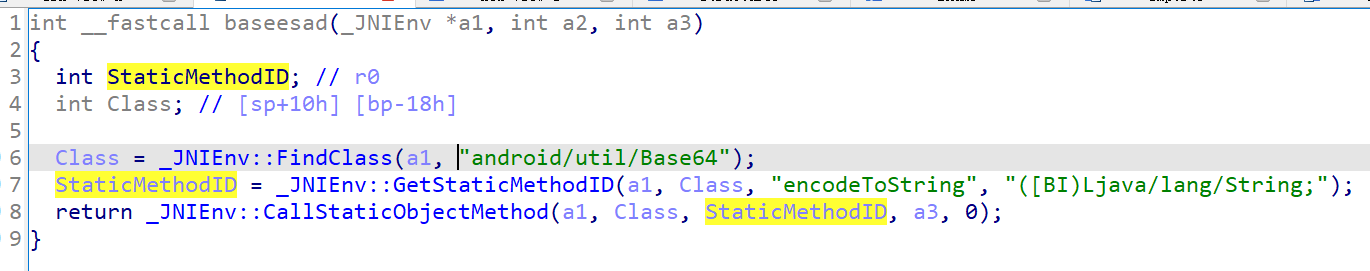 1 int __fastcall baseesad(_JNIEnv *a1, int a2, int a3)
2 {
3   int StaticMethodID; // r0
4   int Class; // [sp+10h] [bp-18h]
5
6   Class = _JNIEnv::FindClass(a1, "android/util/Base64");
7   StaticMethodID = _JNIEnv::GetStaticMethodID(a1, Class, "encodeToString", "([BI)Ljava/lang/String;");
8   return _JNIEnv::CallStaticObjectMethod(a1, Class, StaticMethodID, a3, 0);
9 }